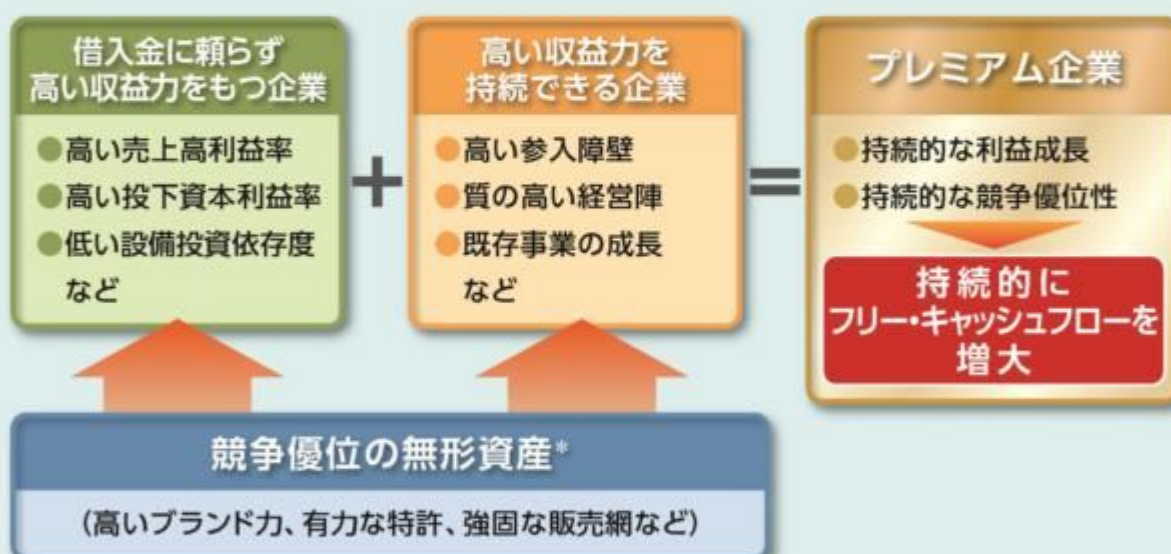 借入金に頼らず
高い収益力をもつ企業
●高い売上高利益率
●高い投下資本利益率
●低い設備投資依存度
など
+
高い収益力を
持続できる企業
●高い参入障壁
●質の高い経営陣
●既存事業の成長
など
=
プレミアム企業
●持続的な利益成長
●持続的な競争優位性
持続的に
フリー・キャッシュフローを
増大
競争優位の無形資産*
(高いブランド力、有力な特許、強固な販売網など)